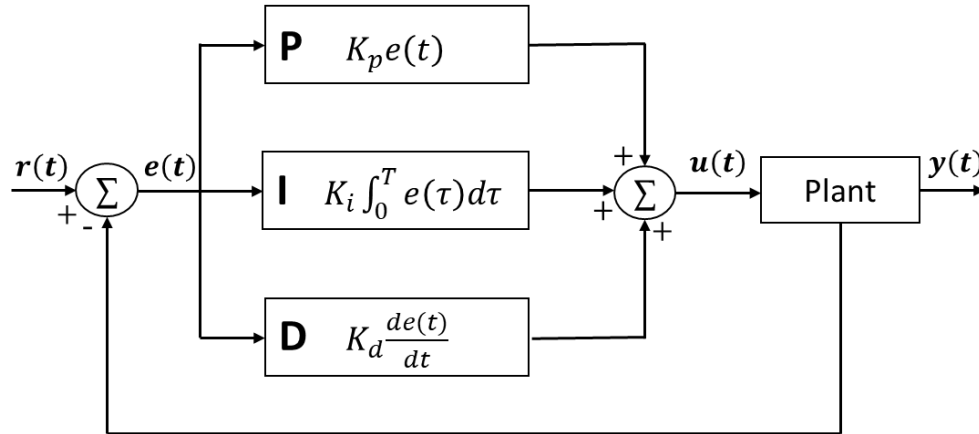 P K_p e(t)
r(t)
+
-
∑
e(t)
I K_i ∫_0^T e(τ)dτ
+
+
+
∑
u(t)
Plant
y(t)
D K_d de(t)/dt